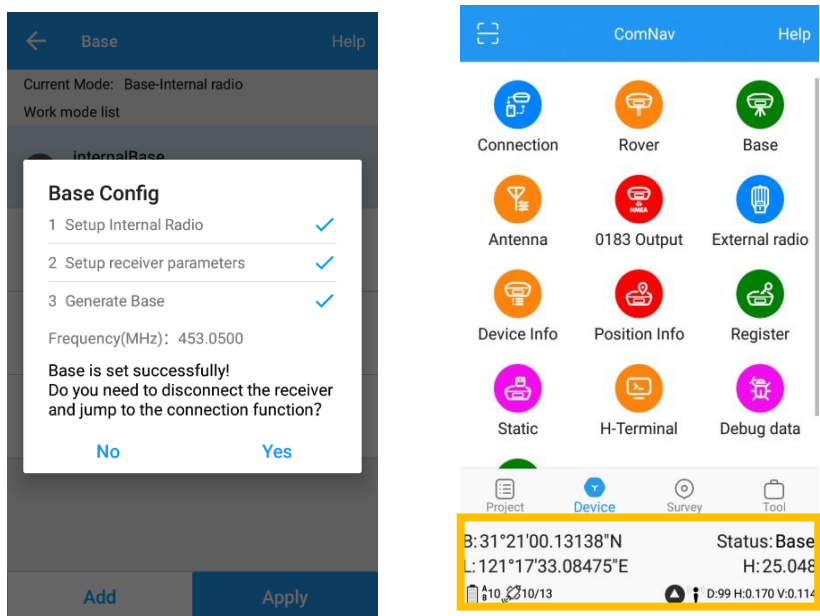 Base
Help
Current Mode: Base-Internal radio
Work mode list
internalBase
Base Config
1 Setup Internal Radio
2 Setup receiver parameters
3 Generate Base
Frequency(MHz): 453.0500
Base is set successfully!
Do you need to disconnect the receiver
and jump to the connection function?
No Yes
Add Apply
ComNav Help
Connection Rover Base
Antenna 0183 Output External radio
NMEA
Device Info Position Info Register
Static H-Terminal Debug data
Project Device Survey Tool
B:31°21'00.13138"N Status:Base
L:121°17'33.08475"E H:25.048
A
B 10 10/13 D:99 H:0.170 V:0.114